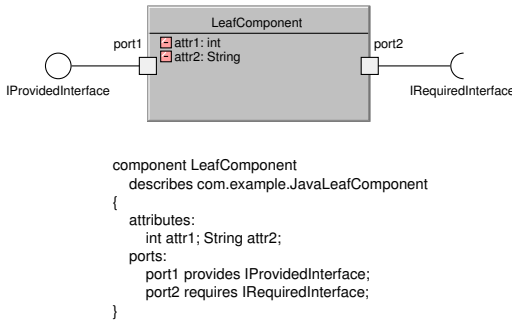 LeafComponent
port1
- attr1: int
port2
- attr2: String
IProvidedInterface
IRequiredInterface
component LeafComponent
describes com.example.JavaLeafComponent
{
attributes:
int attr1; String attr2;
ports:
port1 provides IProvidedInterface;
port2 requires IRequiredInterface;
}